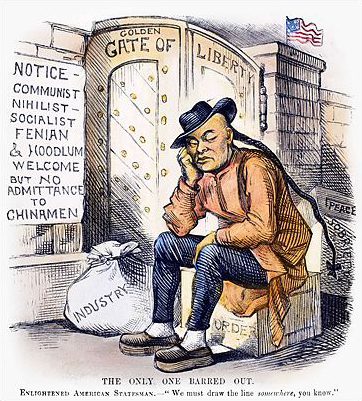 GOLDEN
GATE OF
LIBERTY
NOTICE -
COMMUNIST
NIHILIST -
SOCIALIST
FENIAN
& HOODLUM
WELCOME
BUT NO
ADMITTANCE
TO
CHINAMEN
PEACE
INDUSTRY
ORDER
THE ONLY ONE BARRED OUT.
ENLIGHTENED AMERICAN STATESMAN.—"We must draw the line somewhere, you know."